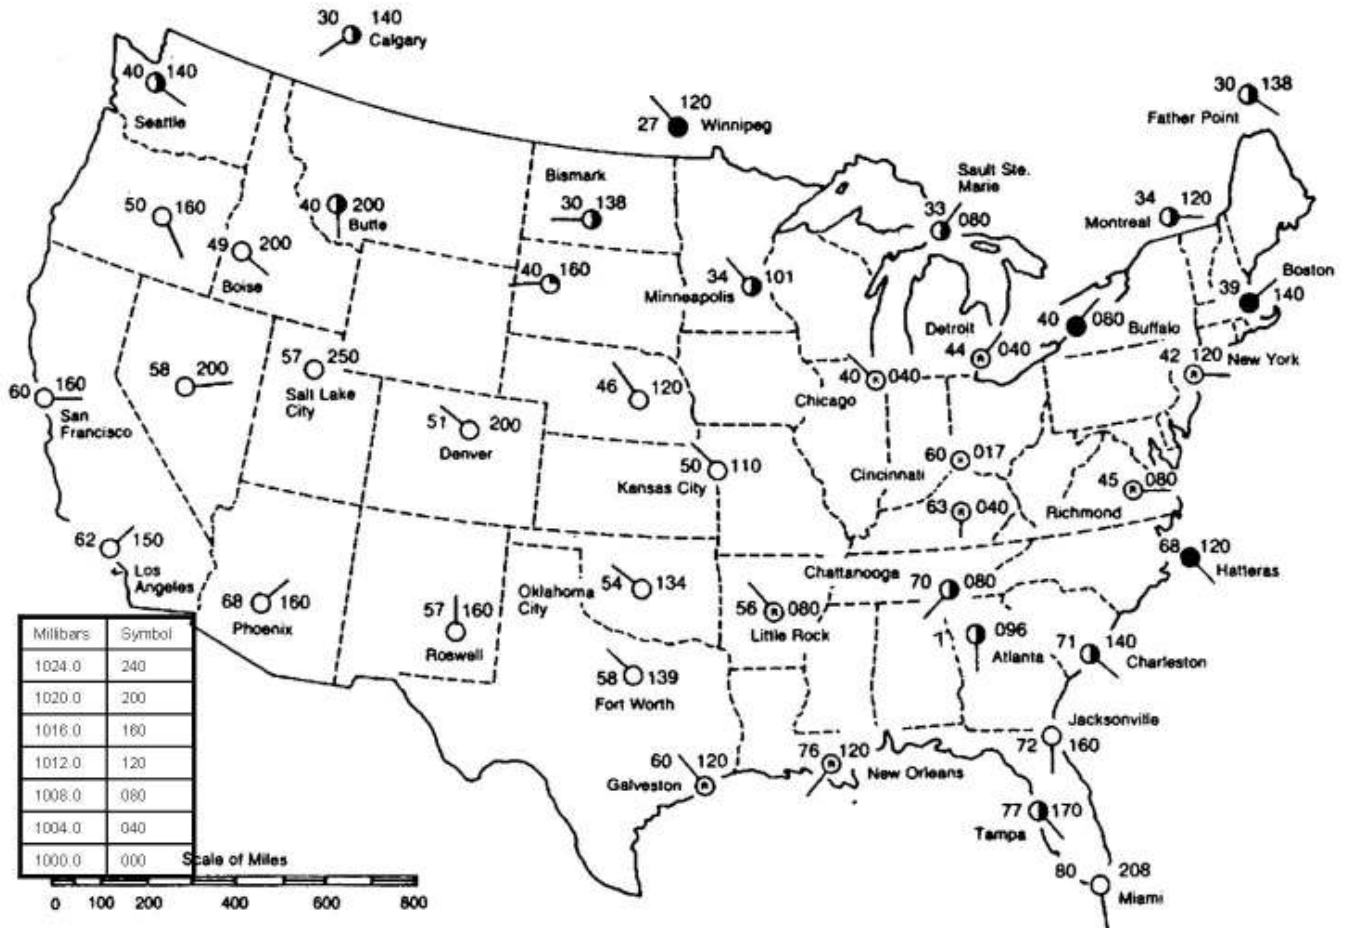 30 140
Calgary
40 140
Seattle
120
27 Winnipeg
30 138
Father Point
Bismark
30 138
Sault Ste.
Marie
33 080
34 120
Montreal
50 160
40 200
Butte
49 200
Boise
40 160
34 101
Minneapolis
Boston
39 140
40 080
Buffalo
Detroit
44 040
42 120
New York
60 160
San
Francisco
58 200
57 250
Salt Lake
City
46 120
40 040
Chicago
51 200
Denver
50 110
Kansas City
60 017
Cincinnati
45 080
Richmond
63 040
62 150
Los
Angeles
68 160
Phoenix
57 160
Roswell
Oklahoma
City
54 134
56 080
Little Rock
Chattanooga
70 080
68 120
Hatteras
71 096
Atlanta
71 140
Charleston
58 139
Fort Worth
60 120
Galveston
76 120
New Orleans
Jacksonville
72 160
77 170
Tampa
80 208
Miami
Millibars Symbol
1024.0 240
1020.0 200
1016.0 160
1012.0 120
1008.0 080
1004.0 040
1000.0 000
Scale of Miles
0 100 200 400 600 800